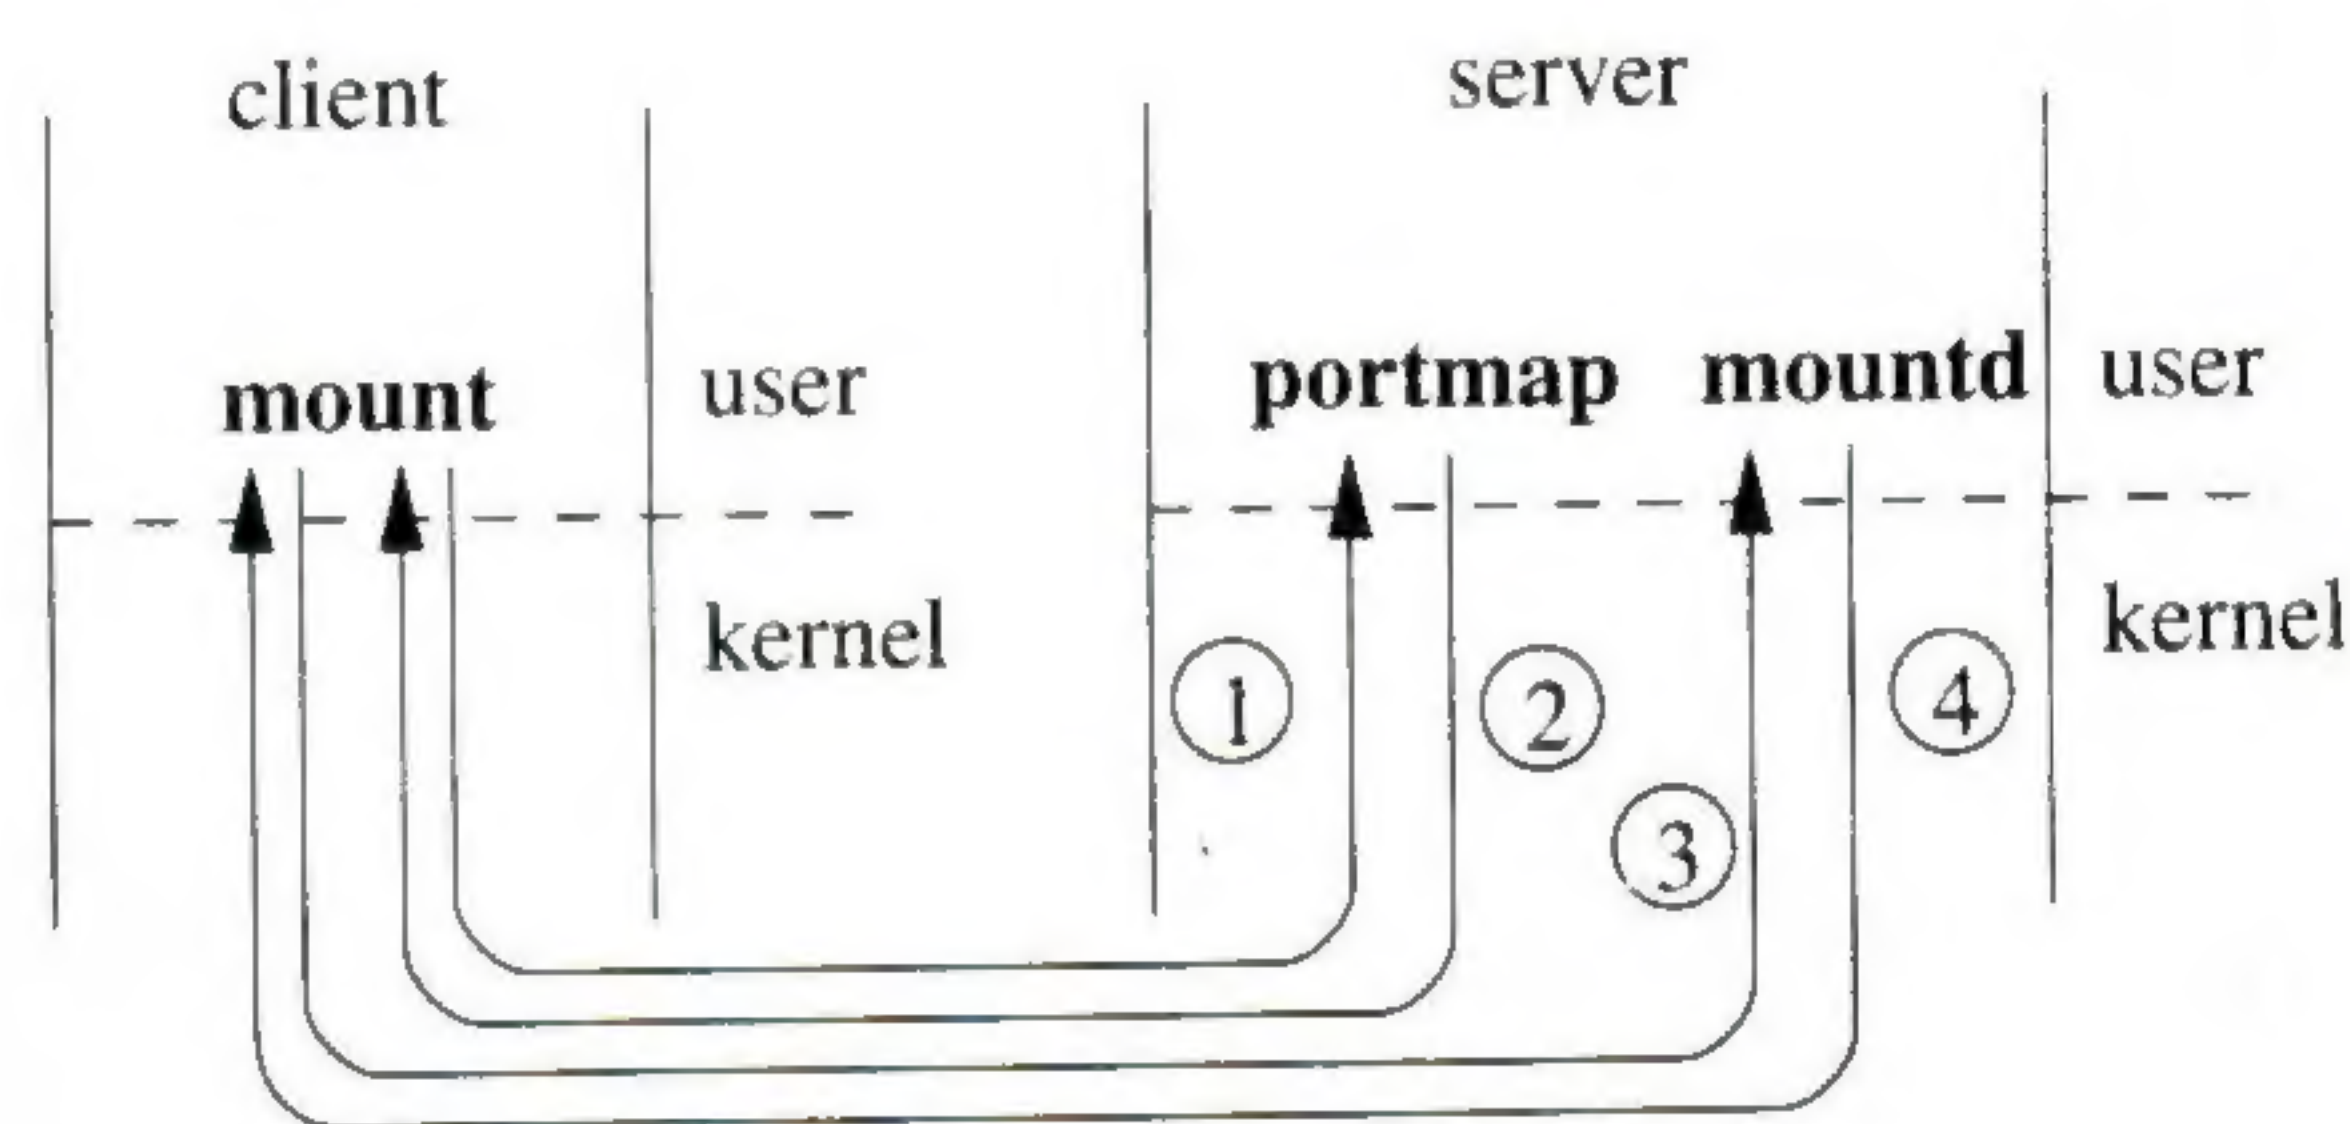 client
server
mount
user
portmap
mountd
user
kernel
kernel
1
2
4
3